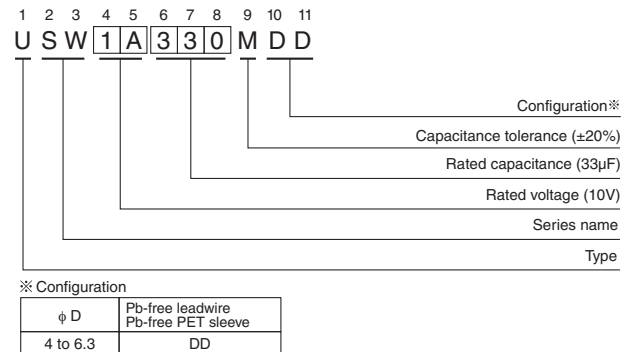 1 2 3 4 5 6 7 8 9 10 11
U S W 1 A 3 3 0 M D D
Configuration※
Capacitance tolerance (±20%)
Rated capacitance (33µF)
Rated voltage (10V)
Series name
Type
※ Configuration
ϕ D
Pb-free leadwire
Pb-free PET sleeve
4 to 6.3 DD